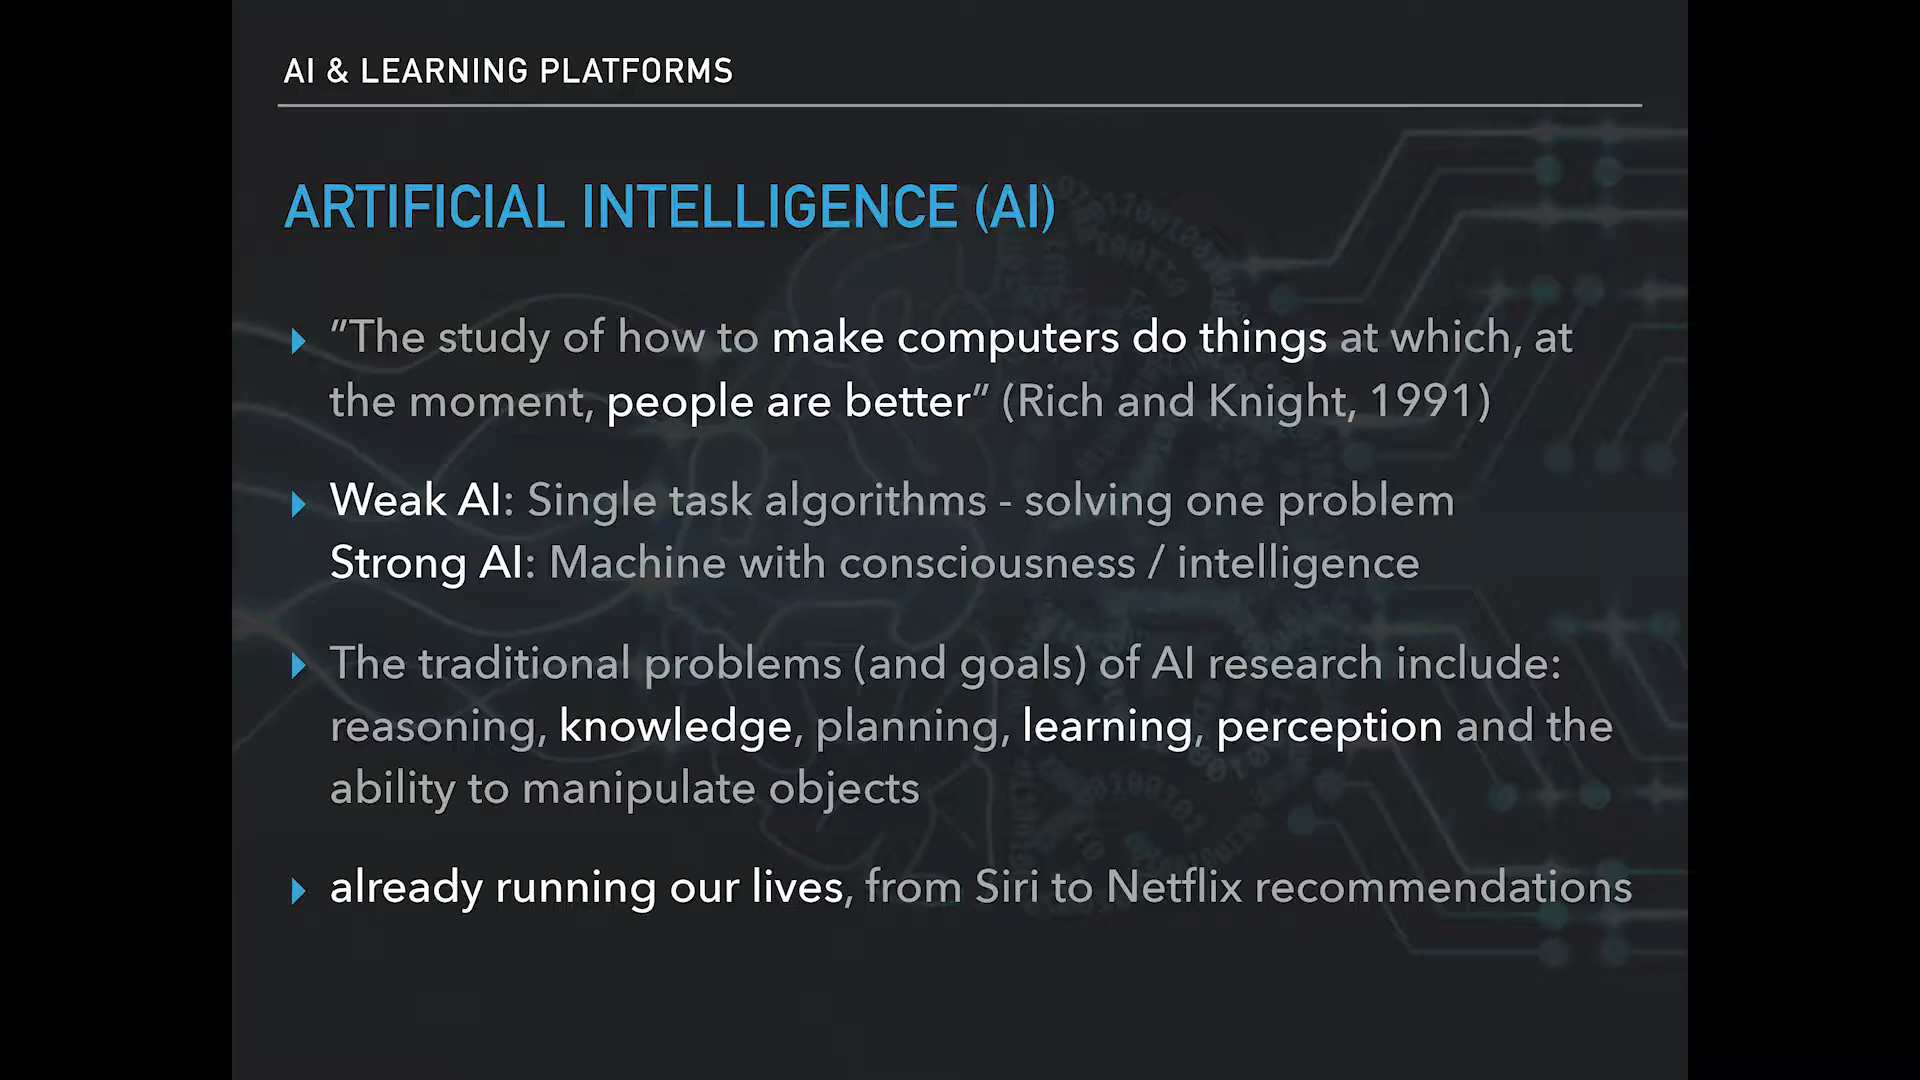 AI & LEARNING PLATFORMS
ARTIFICIAL INTELLIGENCE (AI)
"The study of how to make computers do things at which, at
the moment, people are better" (Rich and Knight, 1991)
Weak AI: Single task algorithms - solving one problem
Strong AI: Machine with consciousness / intelligence
The traditional problems (and goals) of AI research include:
reasoning, knowledge, planning, learning, perception and the
ability to manipulate objects
already running our lives, from Siri to Netflix recommendations